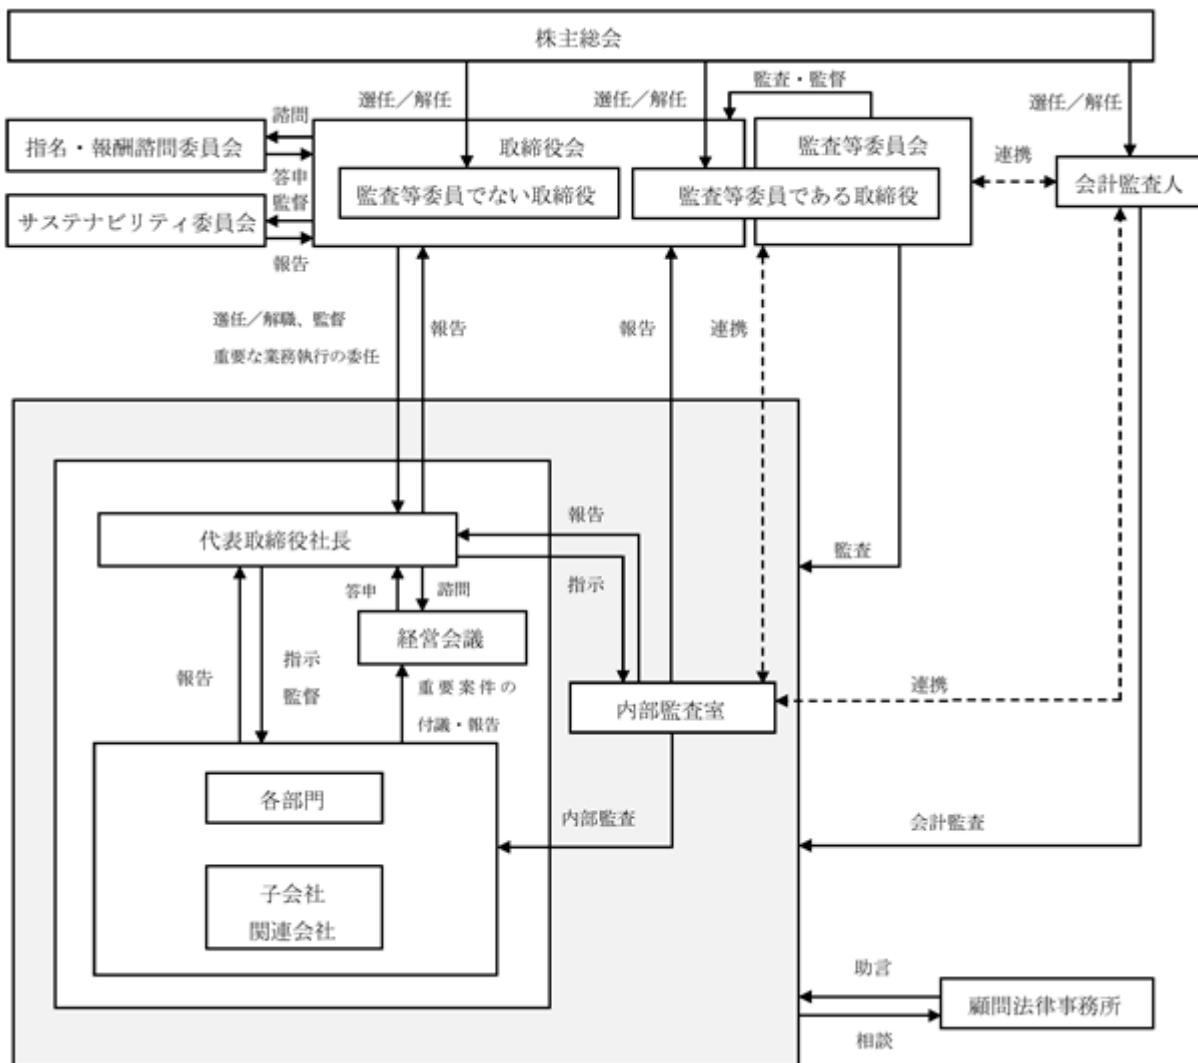 株主総会
選任／解任
選任／解任
監査・監督
選任／解任
諮問
指名・報酬諮問委員会
答申
取締役会
監査等委員会
連携
会計監査人
監査等委員でない取締役
監査等委員である取締役
監督
サステナビリティ委員会
報告
選任／解職、監督
重要な業務執行の委任
報告
報告
連携
代表取締役社長
報告
監査
答申
諮問
指示
経営会議
報告
指示
監督
重要案件の
付議・報告
内部監査室
連携
各部門
内部監査
会計監査
子会社
関連会社
助言
顧問法律事務所
相談